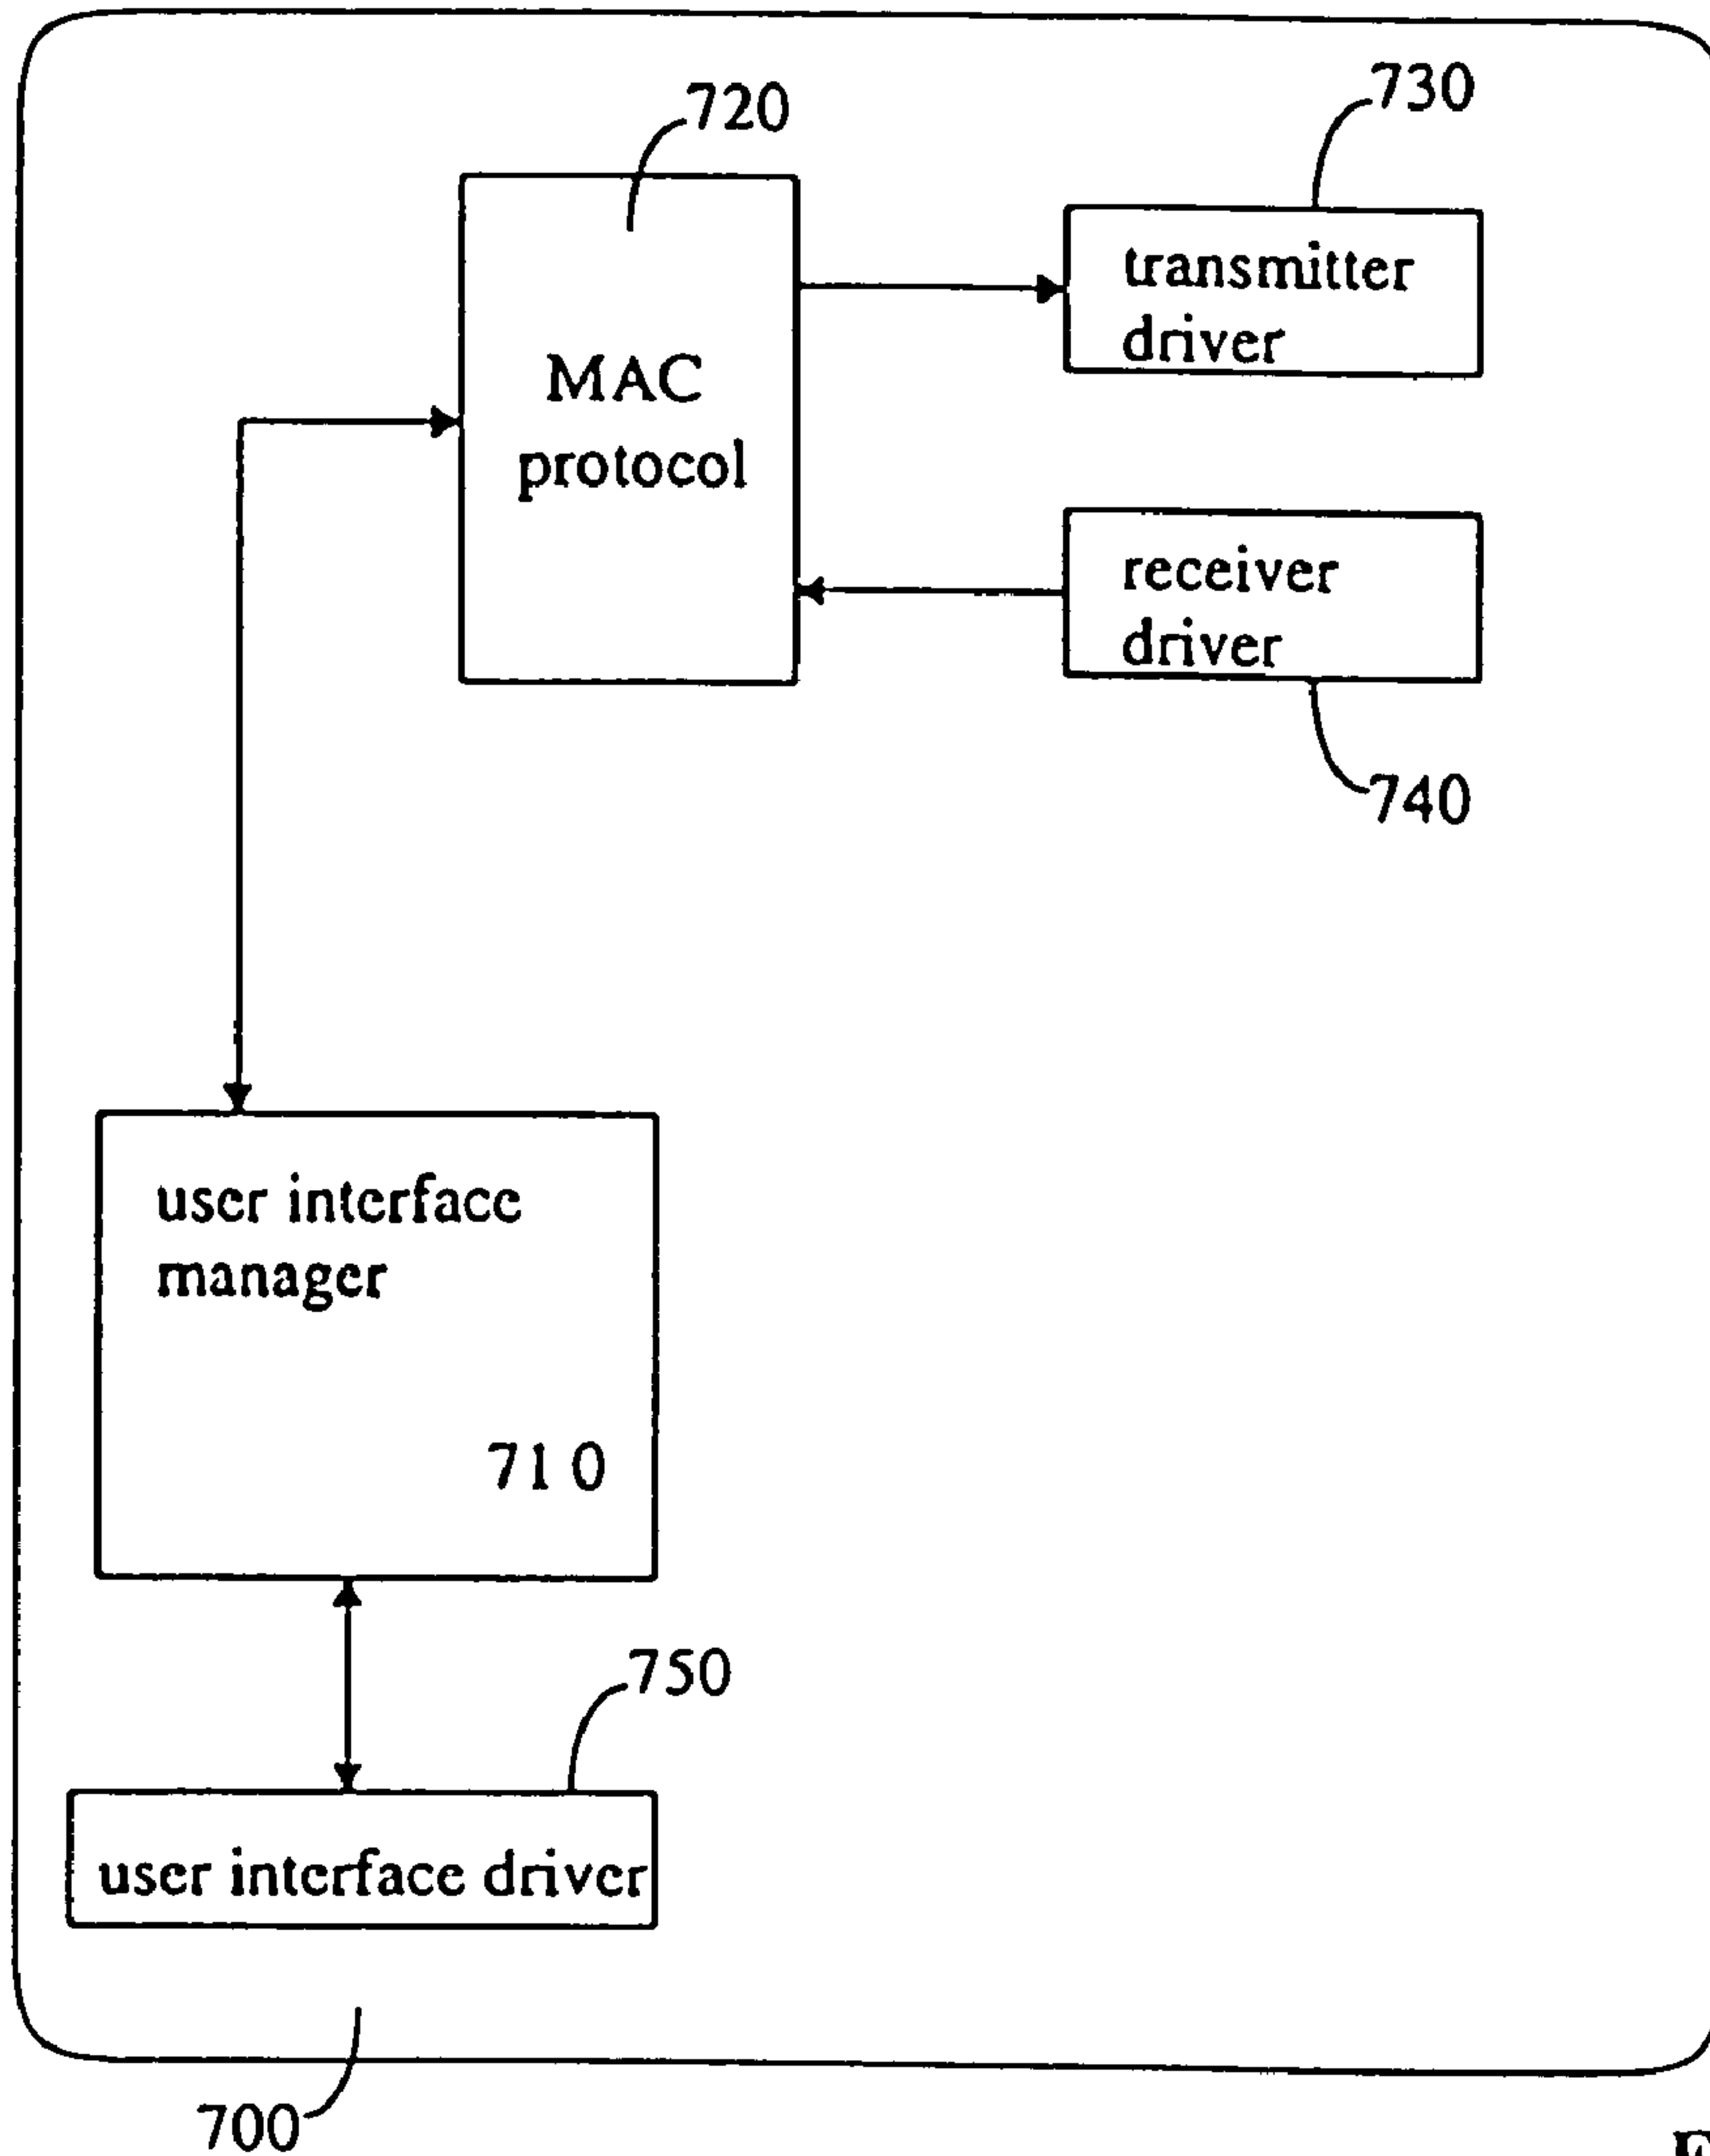 720
730
transmitter
driver
MAC
protocol
receiver
driver
740
user interface
manager
710
750
user interface driver
700